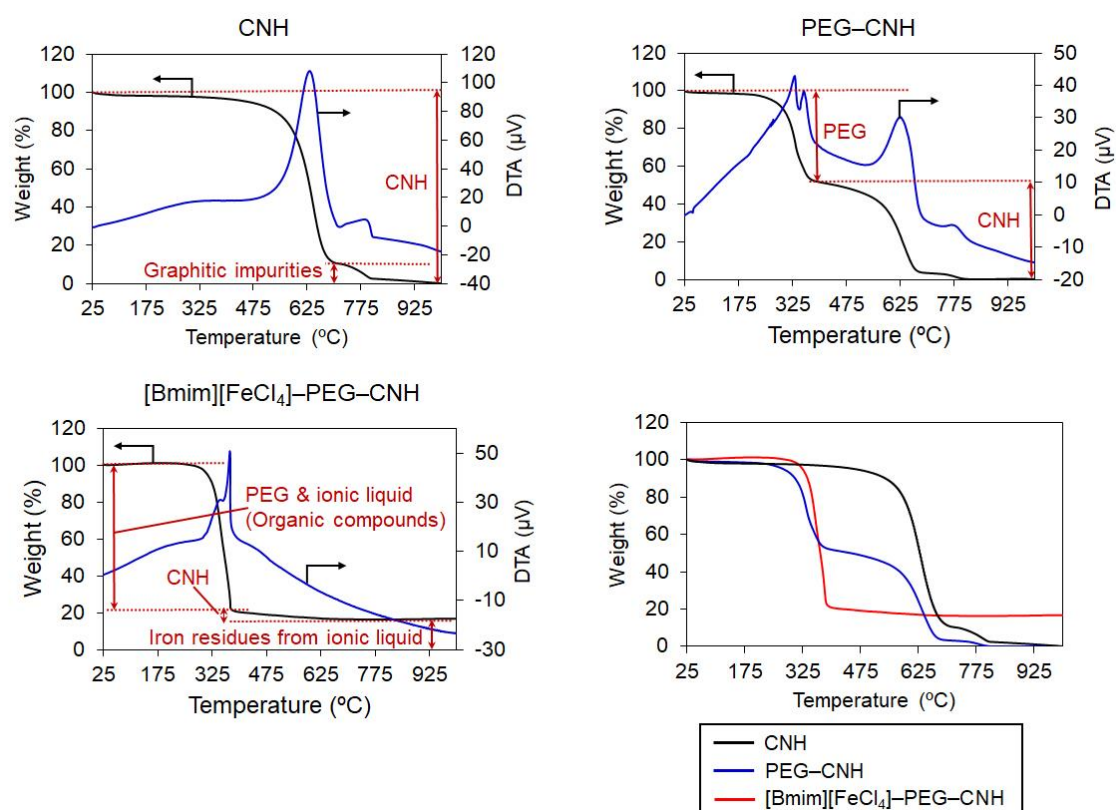 CNH
120
100
80
60
40
20
0
Weight (%)
120
100
80
60
40
20
0
-20
-40
DTA (µV)
CNH
Graphitic impurities
25 175 325 475 625 775 925
Temperature (ºC)
PEG–CNH
120
100
80
60
40
20
0
Weight (%)
50
40
30
20
10
0
-10
-20
DTA (µV)
PEG
CNH
25 175 325 475 625 775 925
Temperature (ºC)
[Bmim][FeCl₄]–PEG–CNH
120
100
80
60
40
20
0
Weight (%)
50
30
10
-10
-30
DTA (µV)
PEG & ionic liquid
(Organic compounds)
CNH
Iron residues from ionic liquid
25 175 325 475 625 775 925
Temperature (ºC)
120
100
80
60
40
20
0
Weight (%)
25 175 325 475 625 775 925
Temperature (ºC)
CNH
PEG–CNH
[Bmim][FeCl₄]–PEG–CNH